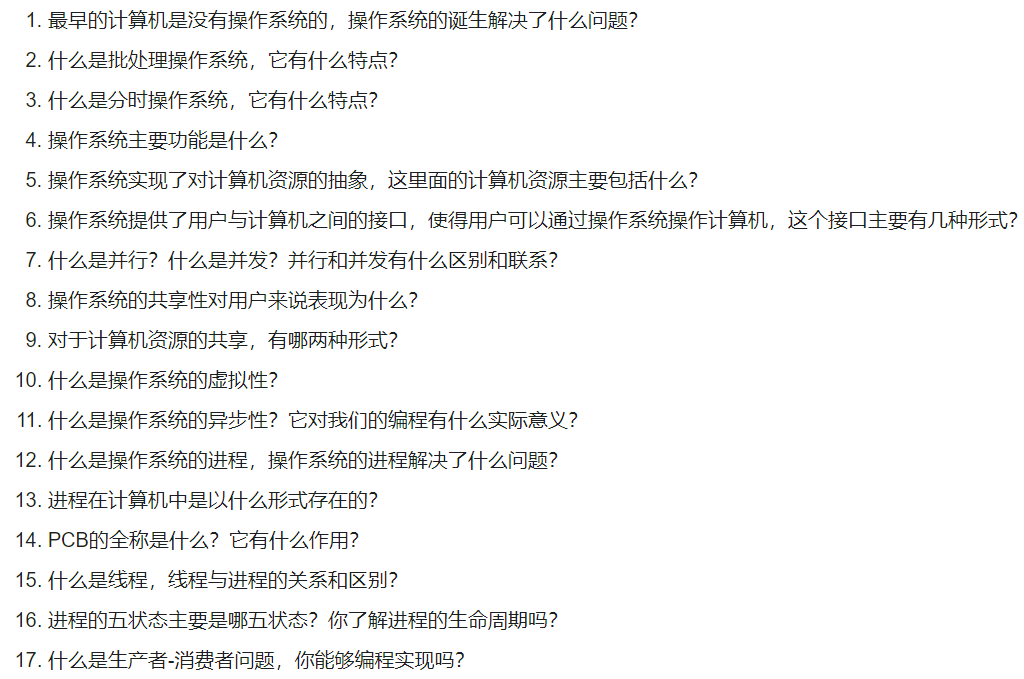 1. 最早的计算机是没有操作系统的，操作系统的诞生解决了什么问题？
2. 什么是批处理操作系统，它有什么特点？
3. 什么是分时操作系统，它有什么特点？
4. 操作系统主要功能是什么？
5. 操作系统实现了对计算机资源的抽象，这里面的计算机资源主要包括什么？
6. 操作系统提供了用户与计算机之间的接口，使得用户可以通过操作系统操作计算机，这个接口主要有几种形式？
7. 什么是并行？什么是并发？并行和并发有什么区别和联系？
8. 操作系统的共享性对用户来说表现为什么？
9. 对于计算机资源的共享，有哪两种形式？
10. 什么是操作系统的虚拟性？
11. 什么是操作系统的异步性？它对我们的编程有什么实际意义？
12. 什么是操作系统的进程，操作系统的进程解决了什么问题？
13. 进程在计算机中是以什么形式存在的？
14. PCB的全称是什么？它有什么作用？
15. 什么是线程，线程与进程的关系和区别？
16. 进程的五状态主要是哪五状态？你了解进程的生命周期吗？
17. 什么是生产者-消费者问题，你能够编程实现吗？